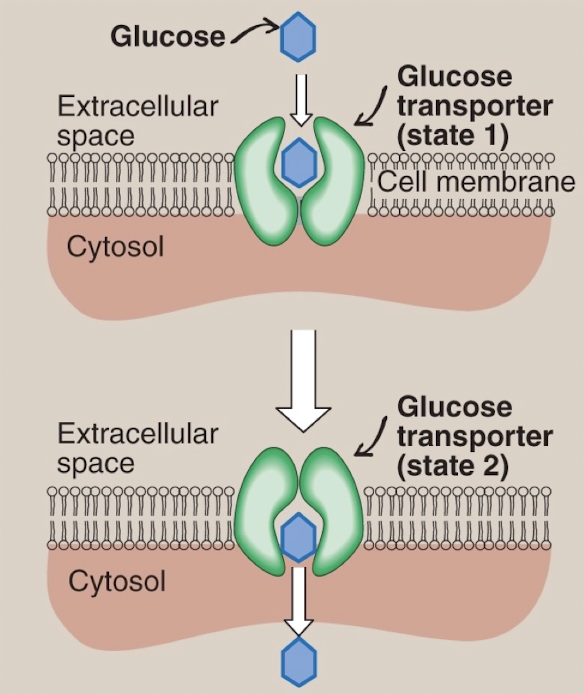 Glucose
Glucose
transporter
(state 1)
Extracellular
space
Cell membrane
Cytosol
Glucose
transporter
(state 2)
Extracellular
space
Cytosol